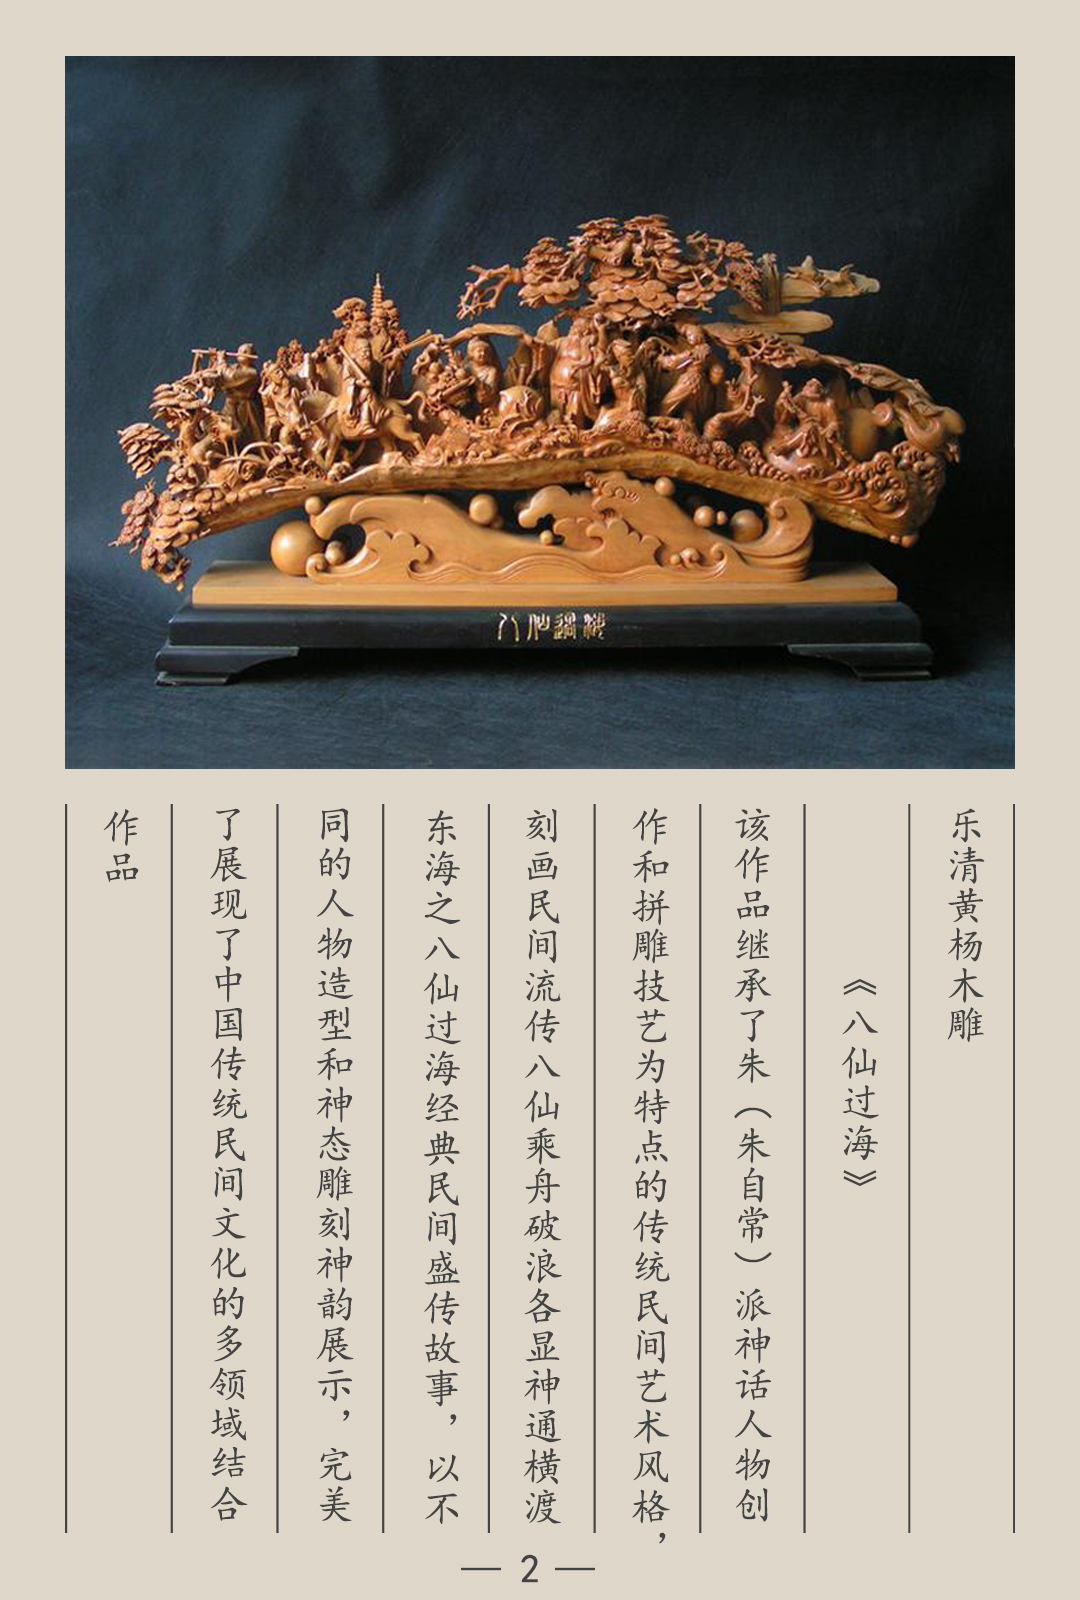 八仙過海
乐清黄杨木雕
《八仙过海》
该作品继承了朱（朱自常）派神话人物创
作和拼雕技艺为特点的传统民间艺术风格，
刻画民间流传八仙乘舟破浪各显神通横渡
东海之八仙过海经典民间盛传故事，以不
同的人物造型和神态雕刻神韵展示，完美
了展现了中国传统民间文化的多领域结合
作品
2